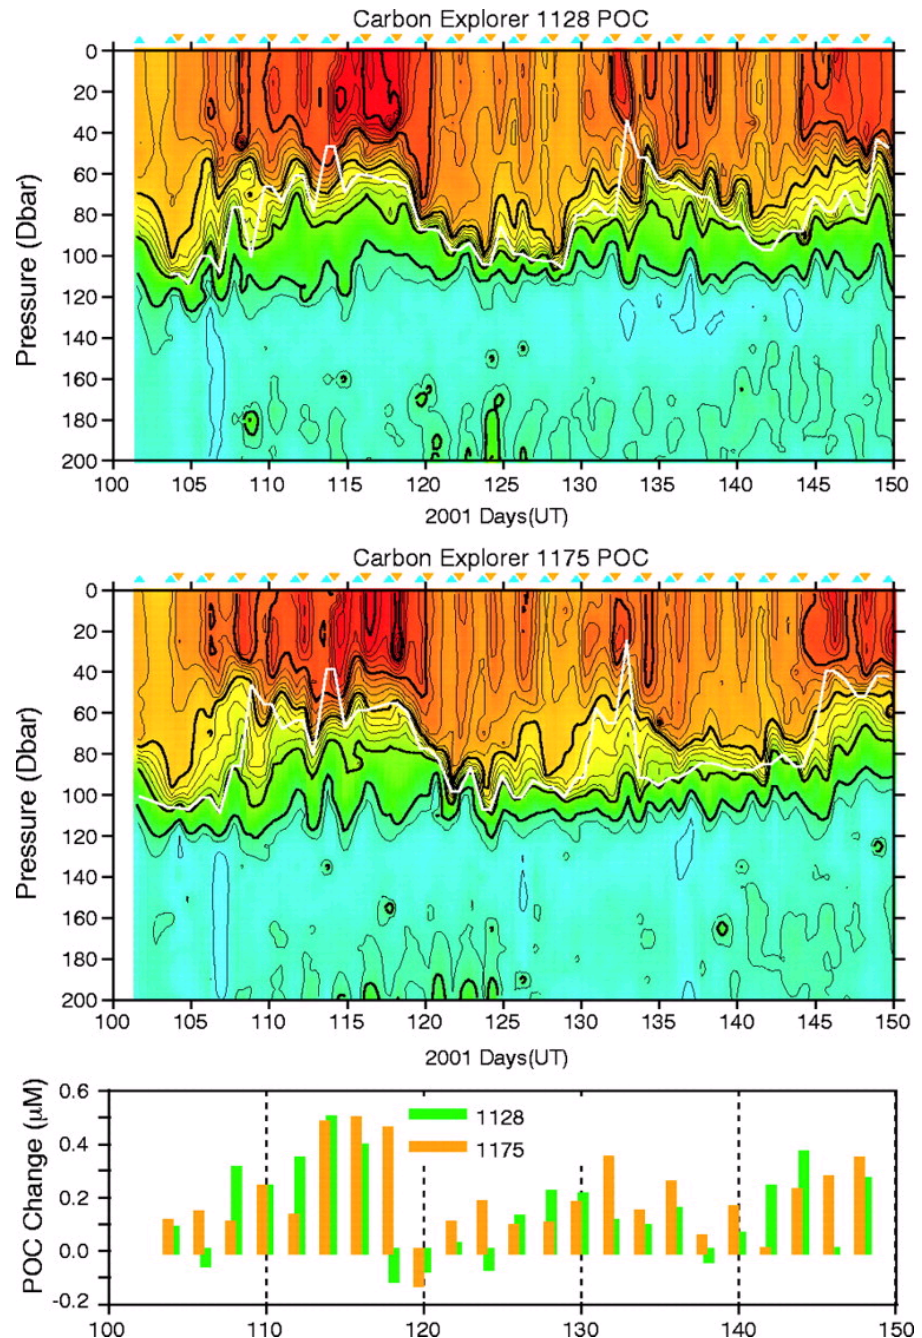 Carbon Explorer 1128 POC
0
20
40
60
80
100
120
140
160
180
200
Pressure (Dbar)
100 105 110 115 120 125 130 135 140 145 150
2001 Days(UT)
Carbon Explorer 1175 POC
0
20
40
60
80
100
120
140
160
180
200
Pressure (Dbar)
100 105 110 115 120 125 130 135 140 145 150
2001 Days(UT)
POC Change (μM)
0.6
0.4
0.2
0.0
-0.2
1128
1175
100 110 120 130 140 150